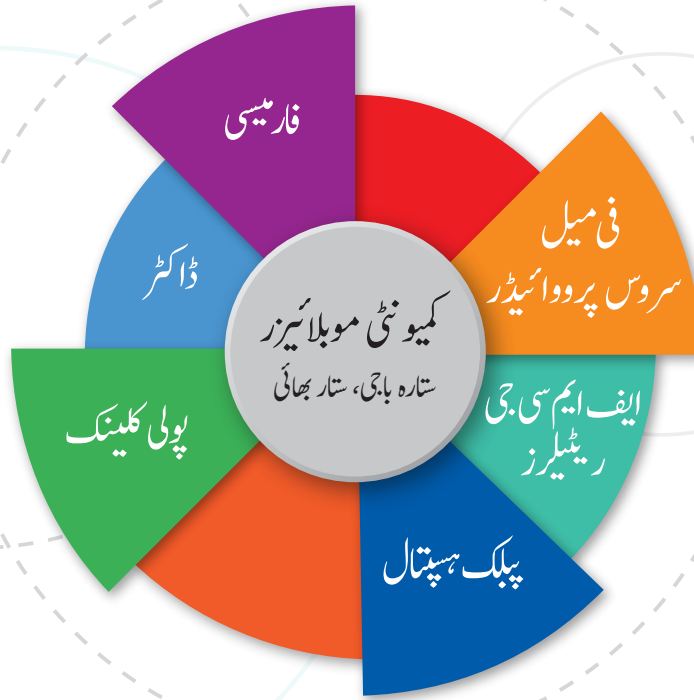 فارمیسی
فی میل
سروس پرووائیڈر
ڈاکٹر
کمیونٹی موبلائیزر
ستارہ باجی، ستار بھائی
ایف ایم سی جی
ریٹیلرز
پولی کلینک
پبلک ہسپتال